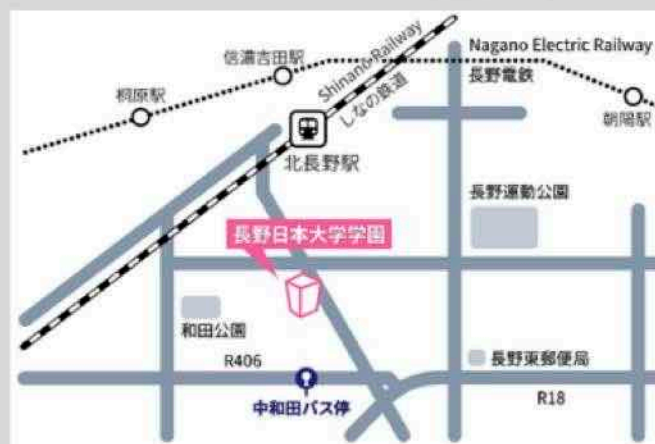 Nagano Electric Railway
長野電鉄
Shinano Railway
しなの鉄道
信濃吉田駅
桐原駅
朝陽駅
北長野駅
長野運動公園
長野日本大学学園
和田公園
R406
長野東郵便局
中和田バス停
R18